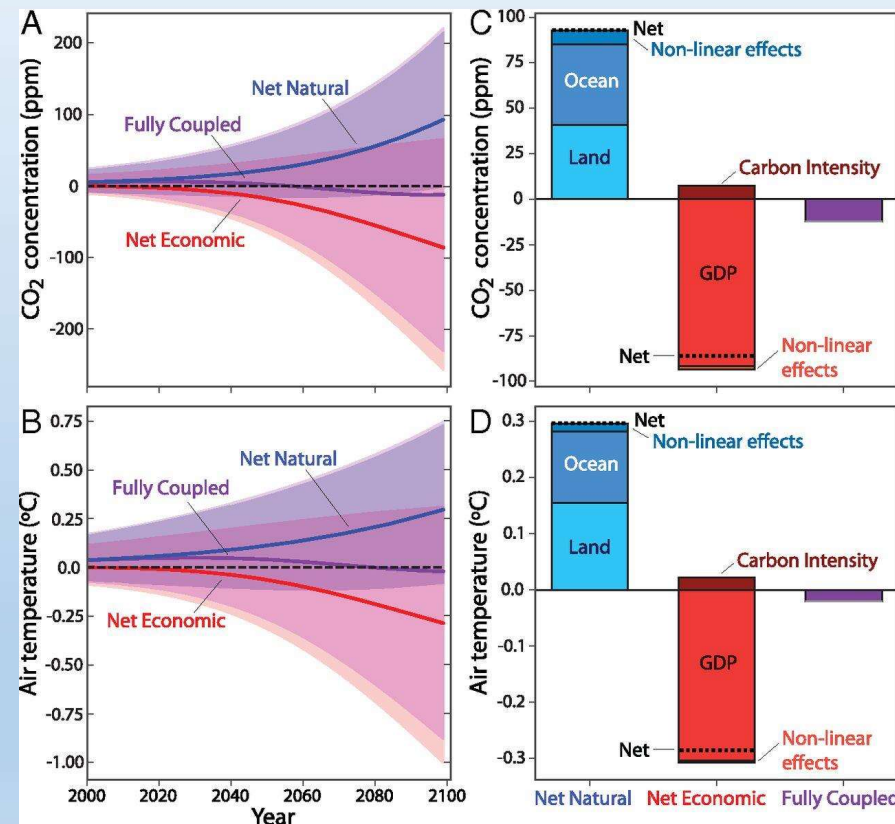 A
200
100
0
-100
-200
CO₂ concentration (ppm)
Net Natural
Fully Coupled
Net Economic
B
0.75
0.50
0.25
0.0
-0.25
-0.50
-0.75
-1.00
Air temperature (ºC)
Net Natural
Fully Coupled
Net Economic
2000
2020
2040
2060
2080
2100
Year
C
100
75
50
25
0
-25
-50
-75
-100
CO₂ concentration (ppm)
Net
Non-linear effects
Ocean
Land
Carbon Intensity
GDP
Net
Non-linear
effects
D
0.3
0.2
0.1
0.0
-0.1
-0.2
-0.3
Air temperature (ºC)
Net
Non-linear effects
Ocean
Land
Carbon Intensity
GDP
Net
Non-linear
effects
Net Natural
Net Economic
Fully Coupled